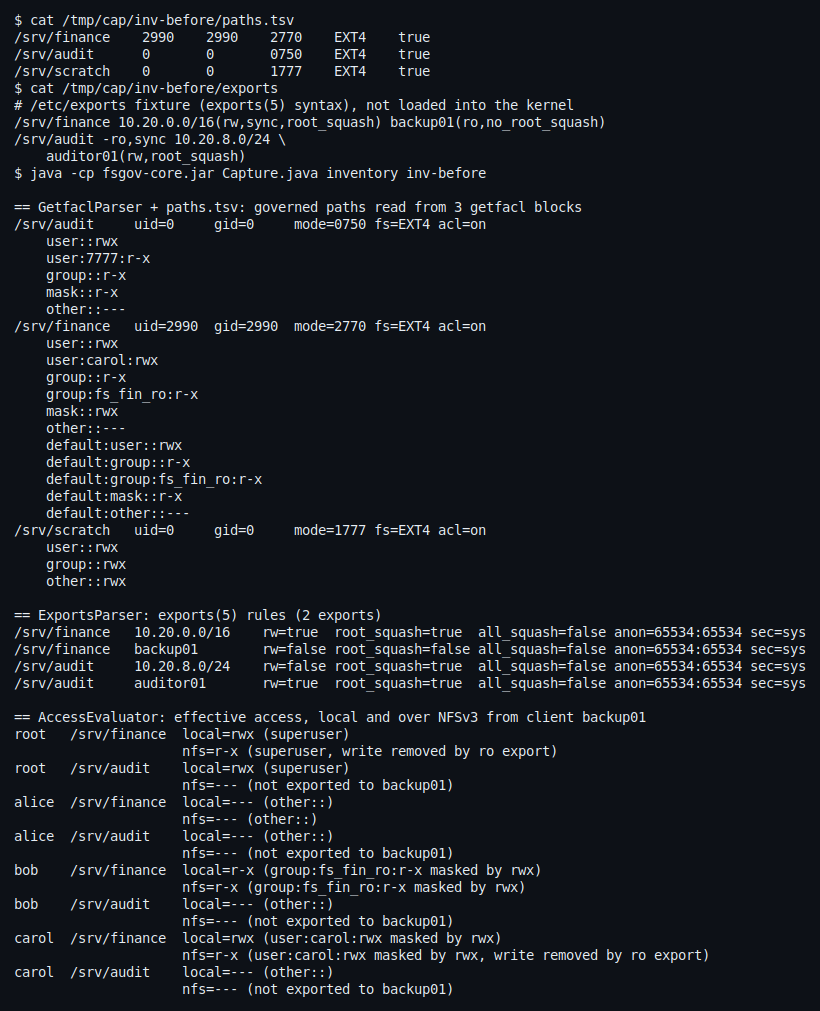 $ cat /tmp/cap/inv-before/paths.tsv
/srv/finance    2990    2990    2770    EXT4    true
/srv/audit      0       0       0750    EXT4    true
/srv/scratch    0       0       1777    EXT4    true
$ cat /tmp/cap/inv-before/exports
# /etc/exports fixture (exports(5) syntax), not loaded into the kernel
/srv/finance 10.20.0.0/16(rw,sync,root_squash) backup01(ro,no_root_squash)
/srv/audit -ro,sync 10.20.8.0/24 \
    auditor01(rw,root_squash)
$ java -cp fsgov-core.jar Capture.java inventory inv-before

== GetfaclParser + paths.tsv: governed paths read from 3 getfacl blocks
/srv/audit     uid=0     gid=0     mode=0750 fs=EXT4 acl=on
    user::rwx
    user:7777:r-x
    group::r-x
    mask::r-x
    other::---
/srv/finance   uid=2990  gid=2990  mode=2770 fs=EXT4 acl=on
    user::rwx
    user:carol:rwx
    group::r-x
    group:fs_fin_ro:r-x
    mask::rwx
    other::---
    default:user::rwx
    default:group::r-x
    default:group:fs_fin_ro:r-x
    default:mask::r-x
    default:other::---
/srv/scratch   uid=0     gid=0     mode=1777 fs=EXT4 acl=on
    user::rwx
    group::rwx
    other::rwx

== ExportsParser: exports(5) rules (2 exports)
/srv/finance   10.20.0.0/16    rw=true  root_squash=true  all_squash=false anon=65534:65534 sec=sys
/srv/finance   backup01        rw=false root_squash=false all_squash=false anon=65534:65534 sec=sys
/srv/audit     10.20.8.0/24    rw=false root_squash=true  all_squash=false anon=65534:65534 sec=sys
/srv/audit     auditor01       rw=true  root_squash=true  all_squash=false anon=65534:65534 sec=sys

== AccessEvaluator: effective access, local and over NFSv3 from client backup01
root   /srv/finance  local=rwx (superuser)
                     nfs=r-x (superuser, write removed by ro export)
root   /srv/audit    local=rwx (superuser)
                     nfs=--- (not exported to backup01)
alice  /srv/finance  local=--- (other::)
                     nfs=--- (other::)
alice  /srv/audit    local=--- (other::)
                     nfs=--- (not exported to backup01)
bob    /srv/finance  local=r-x (group:fs_fin_ro:r-x masked by rwx)
                     nfs=r-x (group:fs_fin_ro:r-x masked by rwx)
bob    /srv/audit    local=--- (other::)
                     nfs=--- (not exported to backup01)
carol  /srv/finance  local=rwx (user:carol:rwx masked by rwx)
                     nfs=r-x (user:carol:rwx masked by rwx, write removed by ro export)
carol  /srv/audit    local=--- (other::)
                     nfs=--- (not exported to backup01)